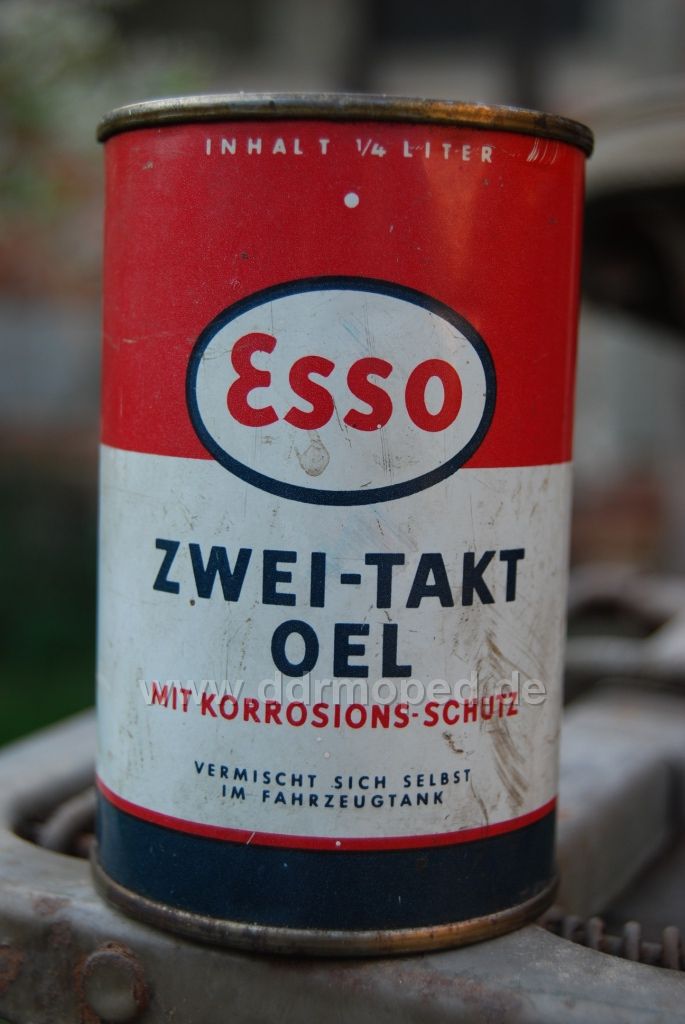 INHALT 1/4 LITER
Esso
ZWEI-TAKT
OEL
www.ddrmoped.de
MIT KORROSIONS-SCHUTZ
VERMISCHT SICH SELBST
IM FAHRZEUGTANK